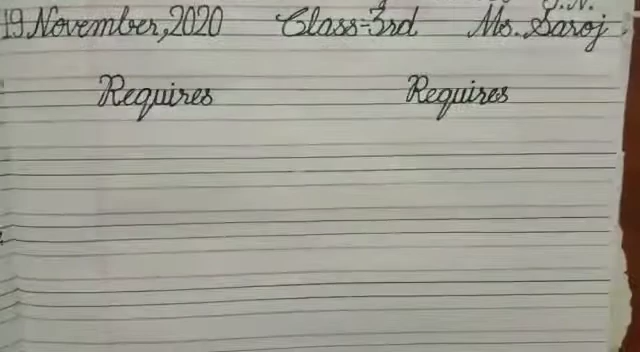 19 November, 2020 Class-3rd Ms. Saroj
Requires Requires